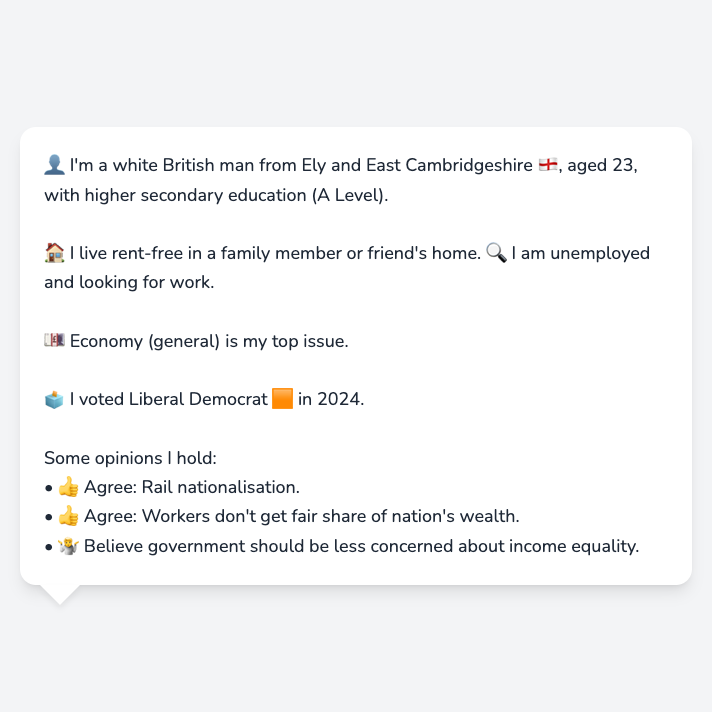 👤 I'm a white British man from Ely and East Cambridgeshire 🏴󠁧󠁢󠁥󠁮󠁧󠁿, aged 23,
with higher secondary education (A Level).
🏠 I live rent-free in a family member or friend's home. 🔍 I am unemployed
and looking for work.
💷 Economy (general) is my top issue.
🗳️ I voted Liberal Democrat 🟧 in 2024.
Some opinions I hold:
• 👍 Agree: Rail nationalisation.
• 👍 Agree: Workers don't get fair share of nation's wealth.
• 🤷 Believe government should be less concerned about income equality.